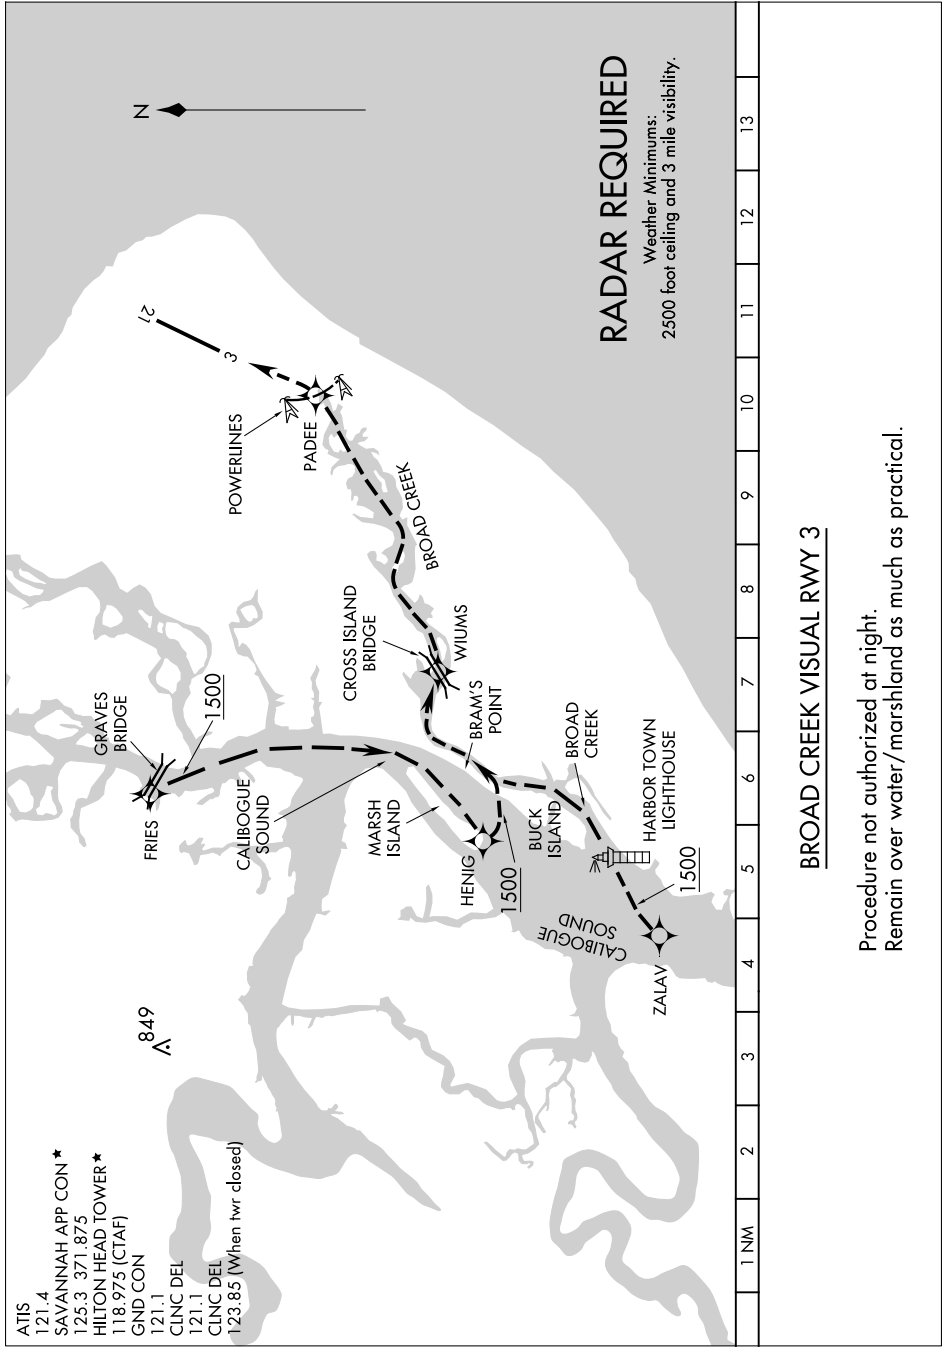 ATIS
121.4
SAVANNAH APP CON★
125.3 371.875
HILTON HEAD TOWER★
118.975 (CTAF)
GND CON
121.1
CLNC DEL
121.1
CLNC DEL
123.85 (When twr closed)
849
N
21
3
POWERLINES
PADEE
BROAD CREEK
CROSS ISLAND
BRIDGE
WIUMS
GRAVES
BRIDGE
1500
FRIES
CALIBOGUE
SOUND
MARSH
ISLAND
HENIG
1500
BRAM'S
POINT
BROAD
CREEK
BUCK
ISLAND
HARBOR TOWN
LIGHTHOUSE
1500
CALIBOGUE
SOUND
ZALAV
RADAR REQUIRED
Weather Minimums:
2500 foot ceiling and 3 mile visibility.
1 NM 2 3 4 5 6 7 8 9 10 11 12 13
BROAD CREEK VISUAL RWY 3
Procedure not authorized at night.
Remain over water/marshland as much as practical.